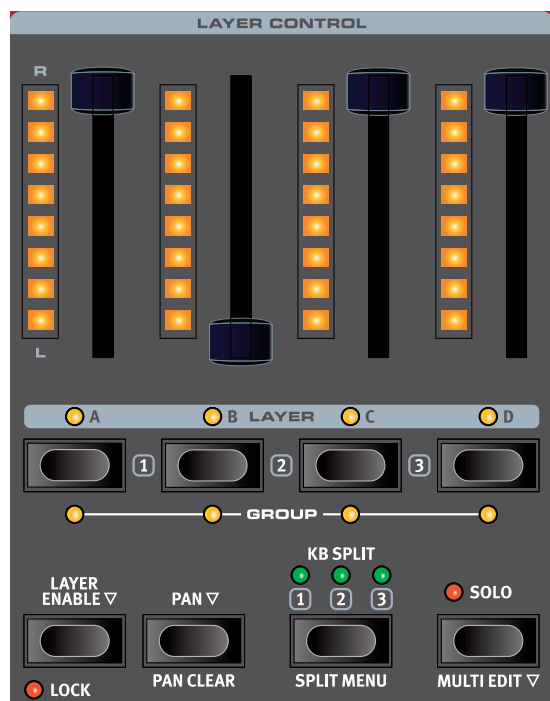 LAYER CONTROL
R
L
A B LAYER C D
1 2 3
GROUP
KB SPLIT
LAYER
ENABLE ▽ PAN ▽ 1 2 3 SOLO
PAN CLEAR SPLIT MENU MULTI EDIT ▽
LOCK